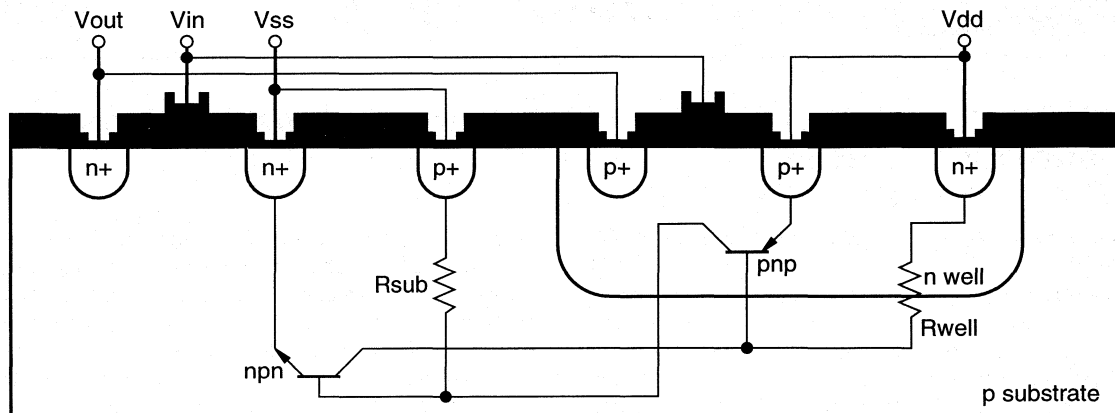 Vout Vin Vss Vdd
n+ n+ p+ p+ p+ n+
pnp
Rsub
n well
Rwell
npn
p substrate